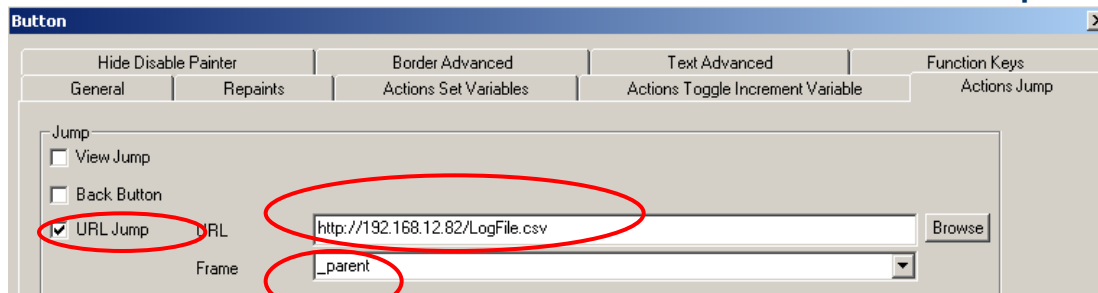 Button
Hide Disable Painter Border Advanced Text Advanced Function Keys
General Repaints Actions Set Variables Actions Toggle Increment Variable Actions Jump
Jump
View Jump
Back Button
URL Jump URL http://192.168.12.82/LogFile.csv Browse
Frame _parent